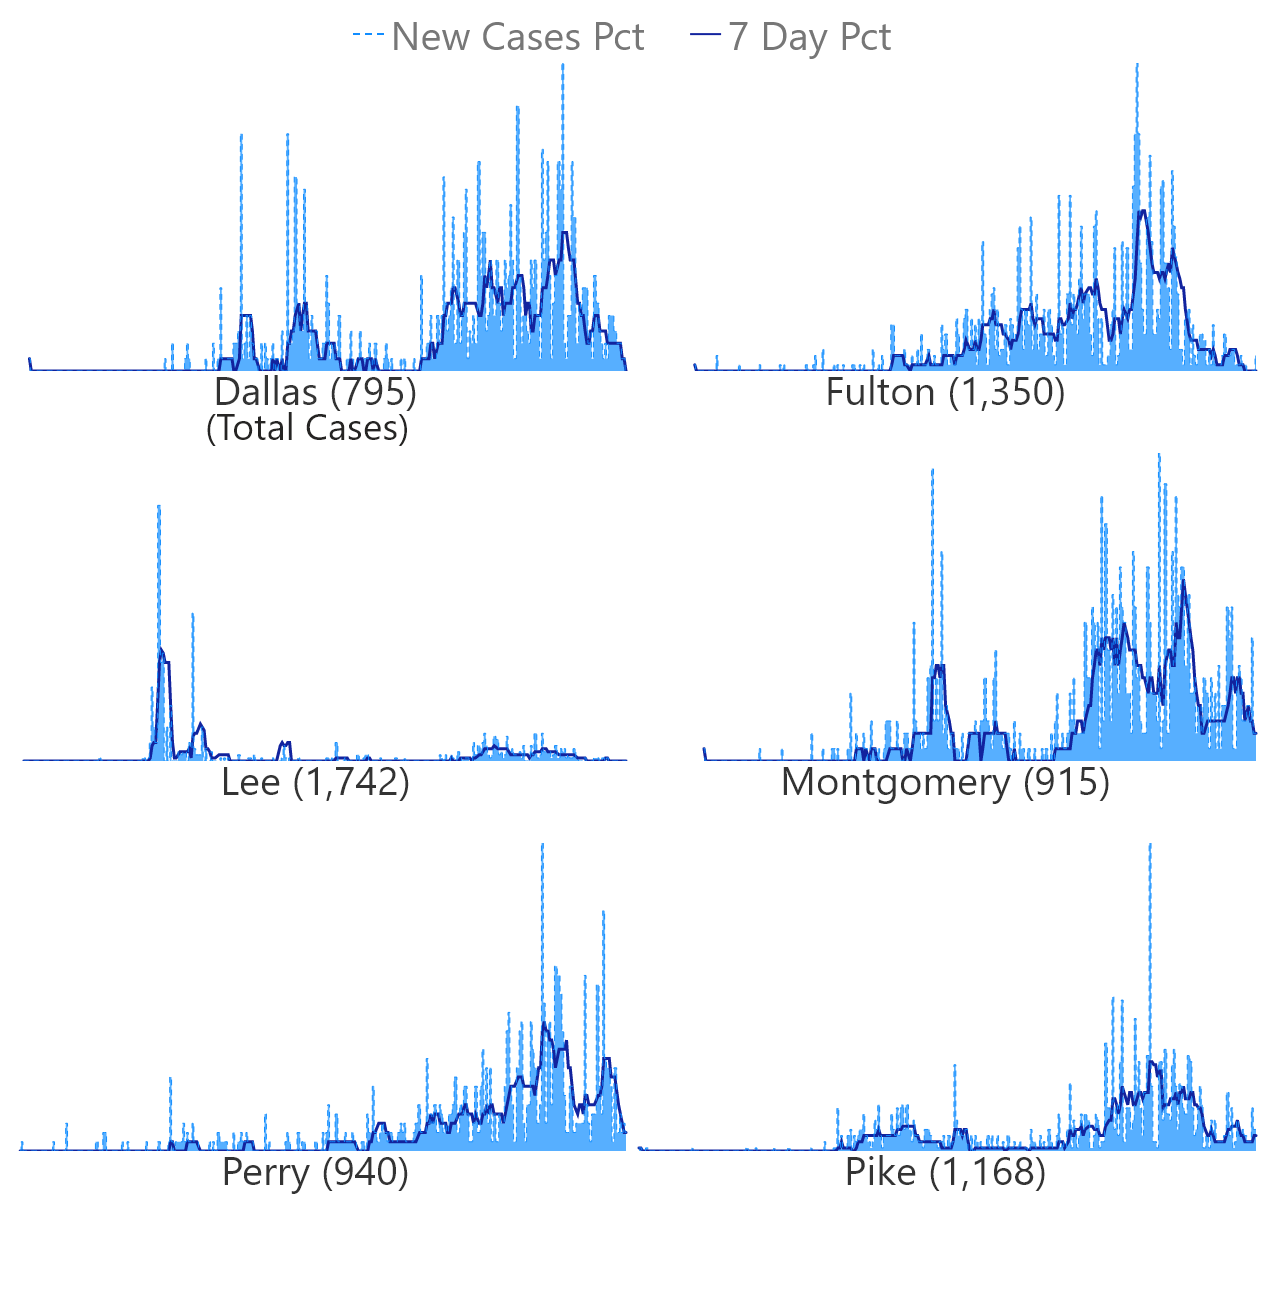 New Cases Pct 7 Day Pct
Dallas (795) Fulton (1,350)
(Total Cases)
Lee (1,742) Montgomery (915)
Perry (940) Pike (1,168)